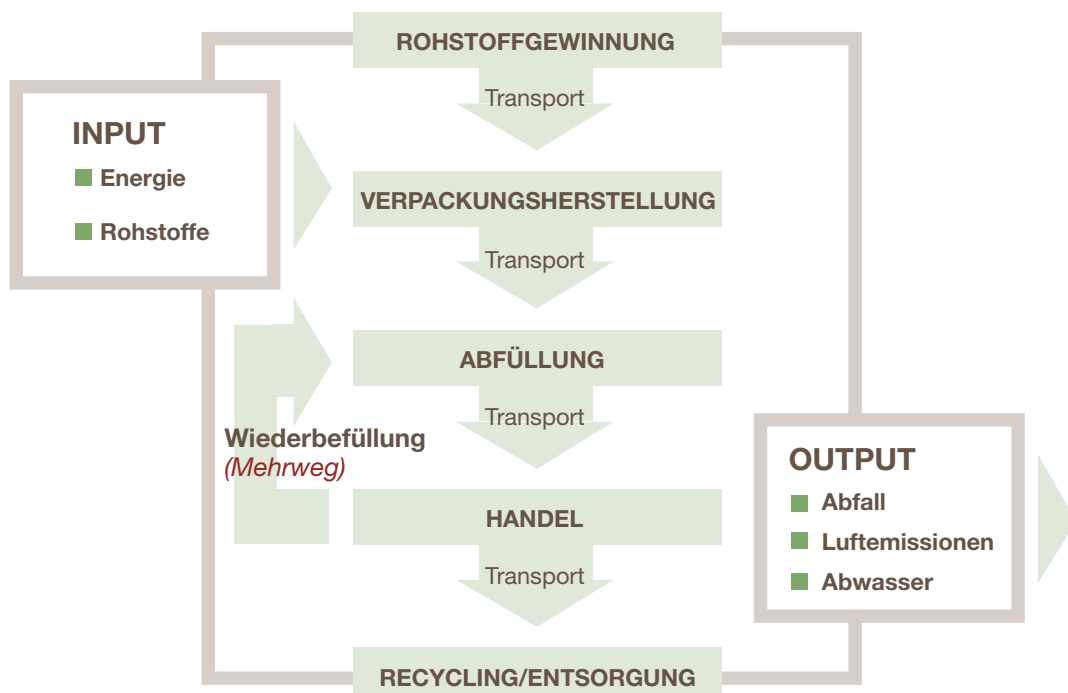 ROHSTOFFGEWINNUNG
Transport
INPUT
Energie
Rohstoffe
VERPACKUNGSHERSTELLUNG
Transport
ABFÜLLUNG
Transport
Wiederbefüllung
(Mehrweg)
HANDEL
Transport
OUTPUT
Abfall
Luftemissionen
Abwasser
RECYCLING/ENTSORGUNG